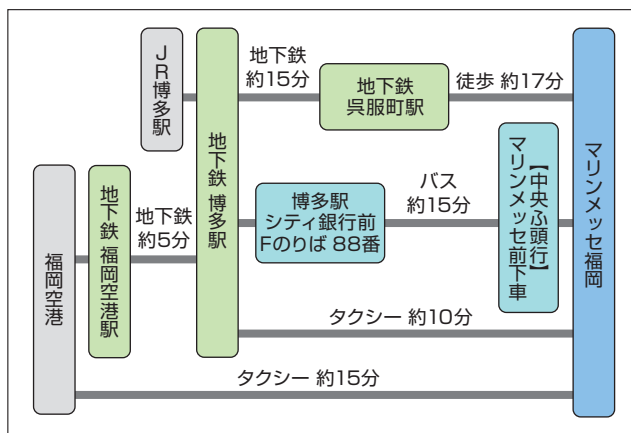 JR博多駅
地下鉄 博多駅
地下鉄
約15分
地下鉄
呉服町駅
徒歩 約17分
マリンメッセ福岡
福岡空港
地下鉄 福岡空港駅
地下鉄
約5分
博多駅
シティ銀行前
Fのりば 88番
バス
約15分
【中央ふ頭行】
マリンメッセ前下車
タクシー 約10分
タクシー 約15分